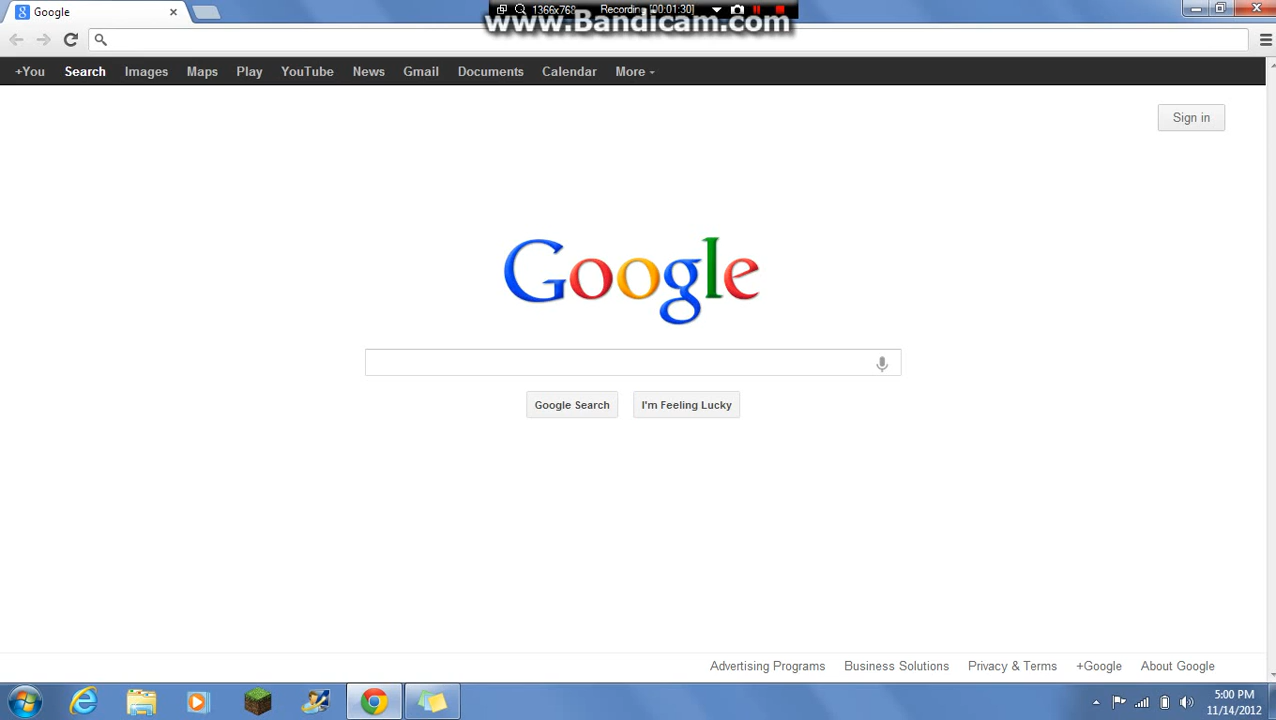 Google
1366x768 Recording [00:01:30]
www.Bandicam.com
+You Search Images Maps Play YouTube News Gmail Documents Calendar More
Sign in
Google
Google Search I'm Feeling Lucky
Advertising Programs Business Solutions Privacy & Terms +Google About Google
5:00 PM
11/14/2012